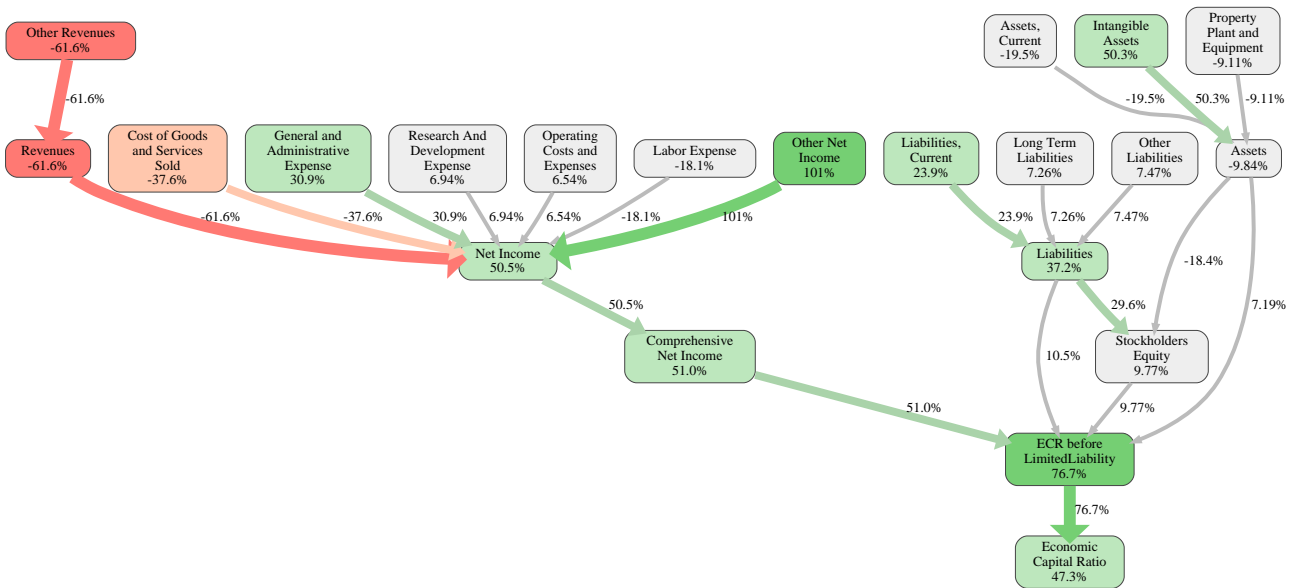 Other Revenues
-61.6%
Assets,
Current
-19.5%
Intangible
Assets
50.3%
Property
Plant and
Equipment
-9.11%
-61.6%
-19.5%
50.3%
-9.11%
Revenues
-61.6%
Cost of Goods
and Services
Sold
-37.6%
General and
Administrative
Expense
30.9%
Research And
Development
Expense
6.94%
Operating
Costs and
Expenses
6.54%
Labor Expense
-18.1%
Other Net
Income
101%
Liabilities,
Current
23.9%
Long Term
Liabilities
7.26%
Other
Liabilities
7.47%
Assets
-9.84%
-61.6%
-37.6%
30.9%
6.94%
6.54%
-18.1%
101%
23.9%
7.26%
7.47%
Net Income
50.5%
Liabilities
37.2%
-18.4%
50.5%
29.6%
7.19%
Comprehensive
Net Income
51.0%
10.5%
Stockholders
Equity
9.77%
51.0%
9.77%
ECR before
LimitedLiability
76.7%
76.7%
Economic
Capital Ratio
47.3%